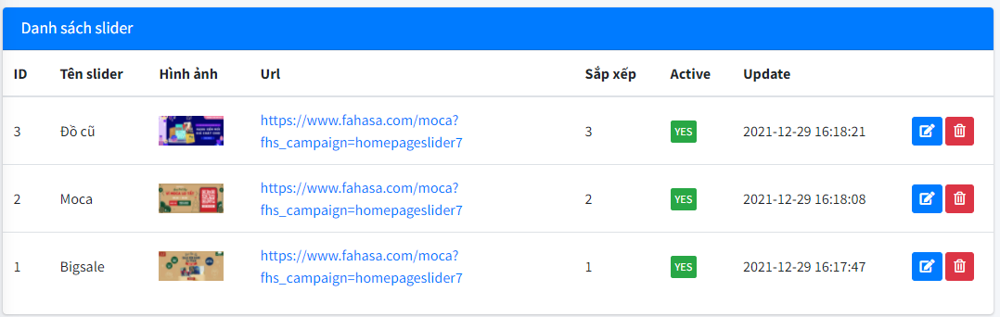 Danh sách slider
ID Tên slider Hình ảnh Url Sắp xếp Active Update
3 Đồ cũ https://www.fahasa.com/moca?fhs_campaign=homepageslider7 3 YES 2021-12-29 16:18:21
2 Moca https://www.fahasa.com/moca?fhs_campaign=homepageslider7 2 YES 2021-12-29 16:18:08
1 Bigsale https://www.fahasa.com/moca?fhs_campaign=homepageslider7 1 YES 2021-12-29 16:17:47